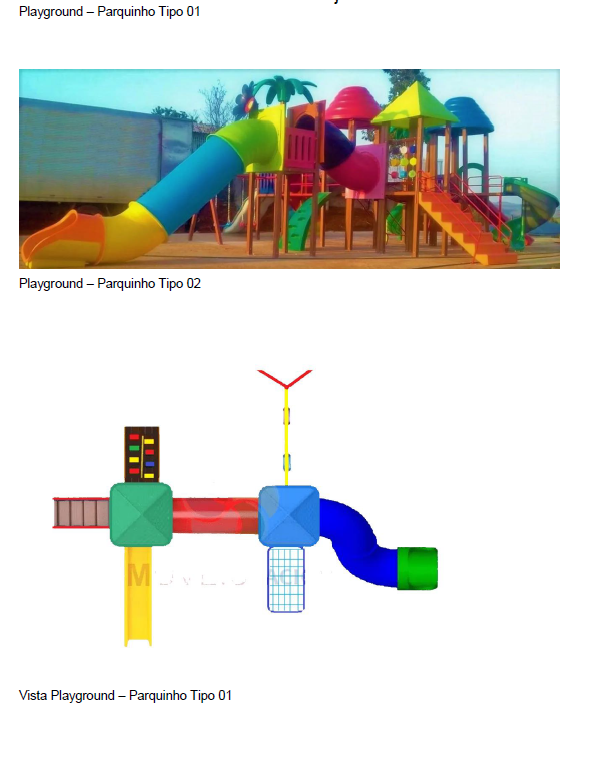 Playground – Parquinho Tipo 01
Playground – Parquinho Tipo 02
Vista Playground – Parquinho Tipo 01